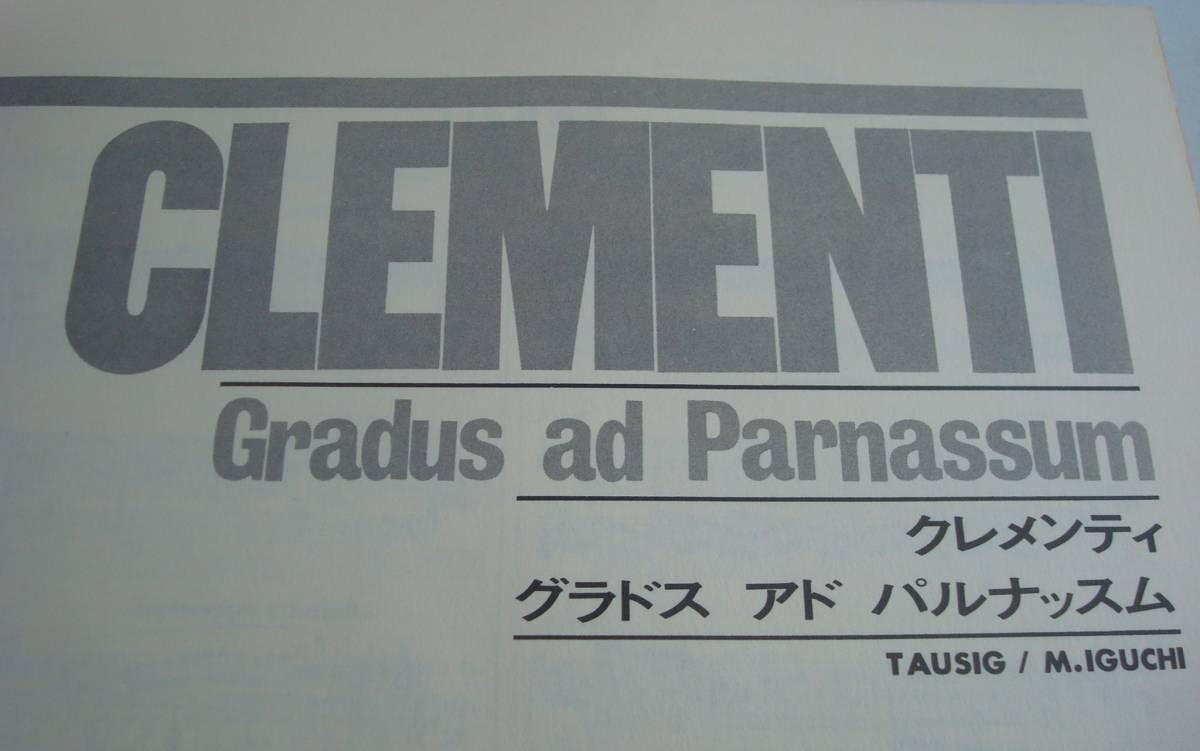 CLEMENTI
Gradus ad Parnassum
クレメンティ
グラドス アド パルナッスム
TAUSIG / M.IGUCHI